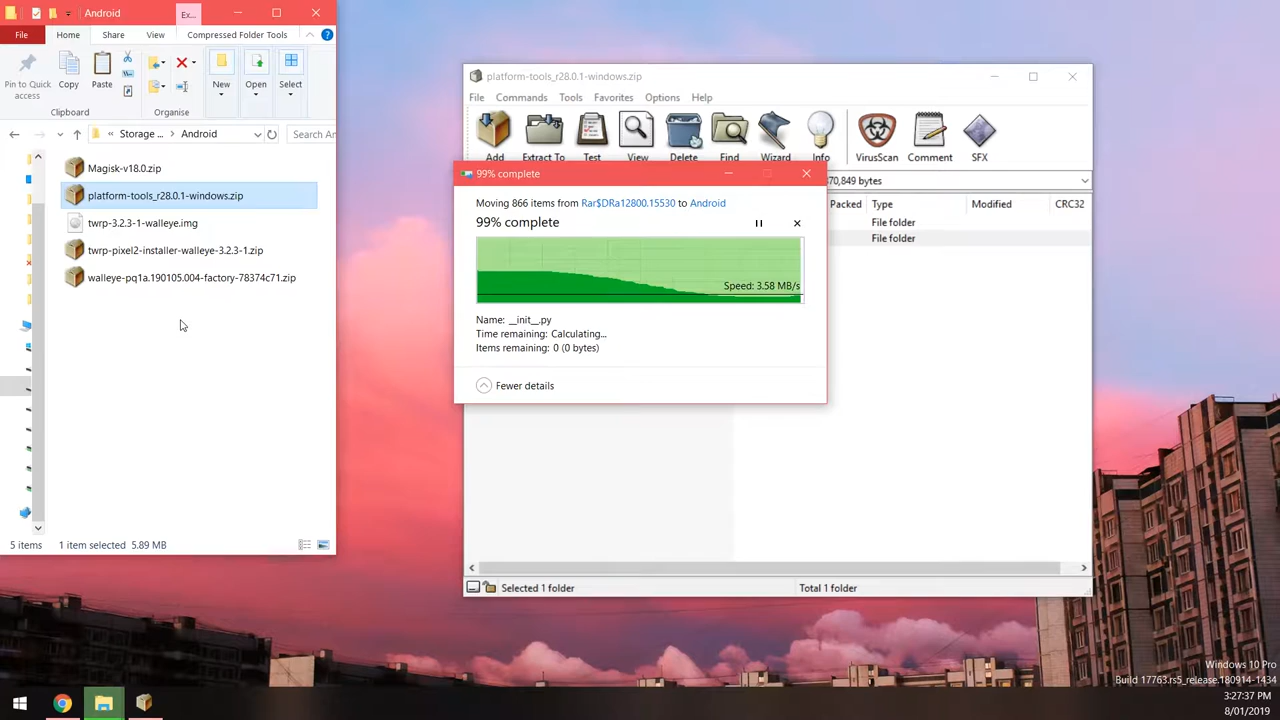 Android
Ex...
File
Home
Share
View
Compressed Folder Tools
Pin to Quick access
Copy
Paste
New
Open
Select
Clipboard
Organise
« Storage ... > Android
Search An
Magisk-v18.0.zip
platform-tools_r28.0.1-windows.zip
twrp-3.2.3-1-walleye.img
twrp-pixel2-installer-walleye-3.2.3-1.zip
walleye-pq1a.190105.004-factory-78374c71.zip
5 items 1 item selected 5.89 MB
platform-tools_r28.0.1-windows.zip
File Commands Tools Favorites Options Help
Add Extract To Test View Delete Find Wizard Info VirusScan Comment SFX
70,849 bytes
Packed Type Modified CRC32
File folder
File folder
99% complete
Moving 866 items from Rar$DRa12800.15530 to Android
99% complete
Speed: 3.58 MB/s
Name: __init__.py
Time remaining: Calculating...
Items remaining: 0 (0 bytes)
Fewer details
Selected 1 folder
Total 1 folder
Windows 10 Pro
Build 17763.rs5_release.180914-1434
3:27:37 PM
8/01/2019